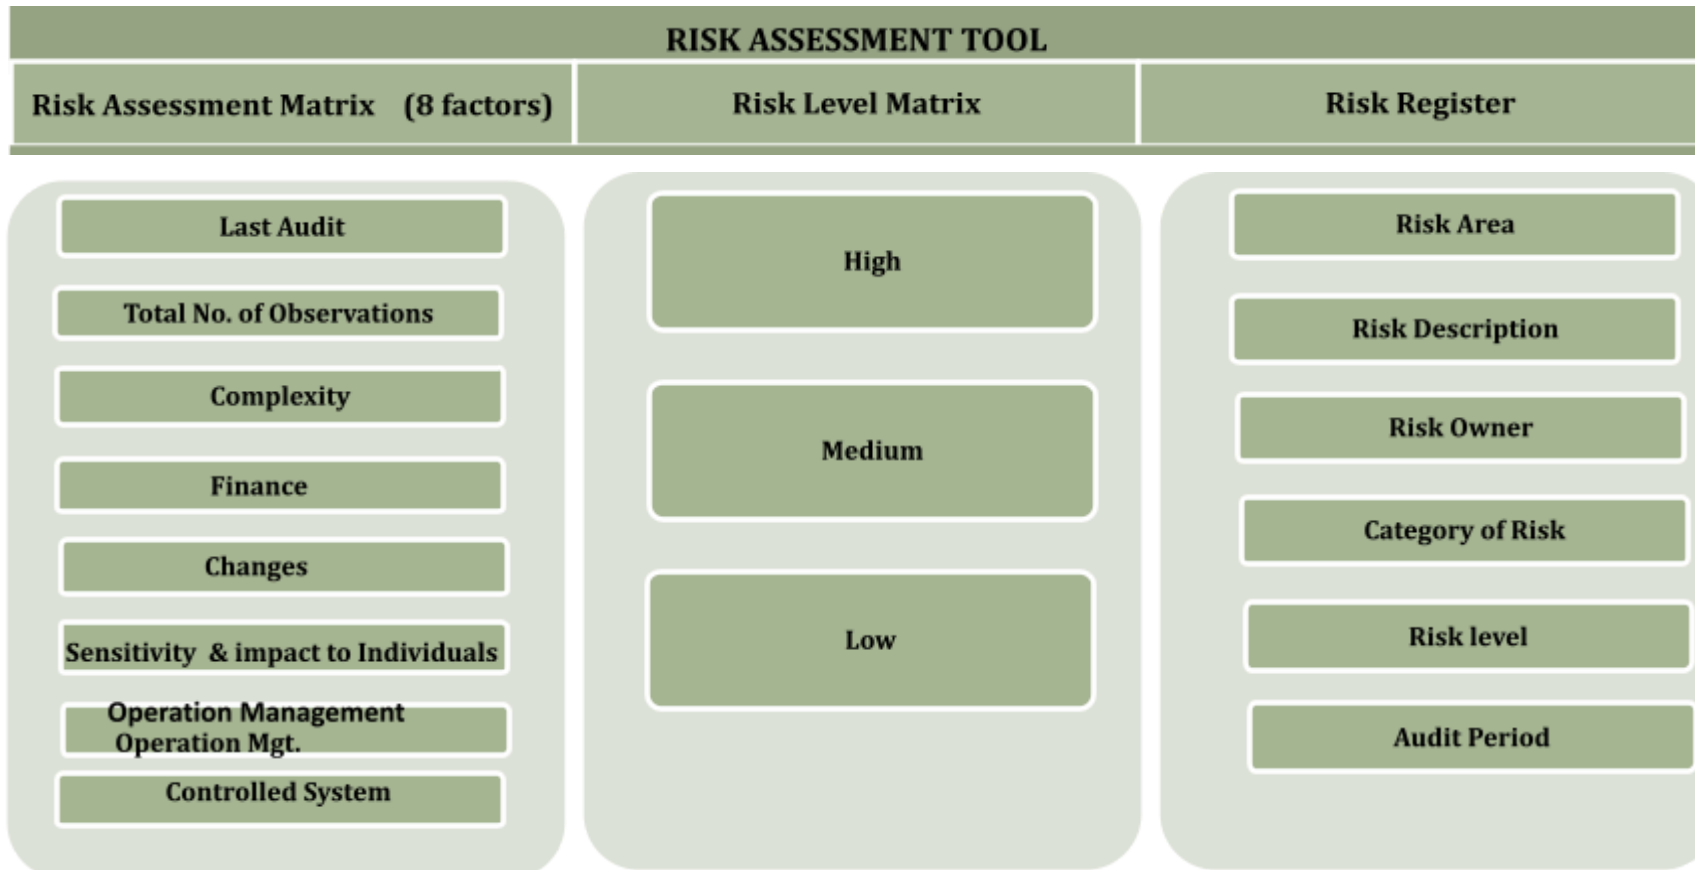 RISK ASSESSMENT TOOL
Risk Assessment Matrix (8 factors)
Risk Level Matrix
Risk Register
Last Audit
Total No. of Observations
Complexity
Finance
Changes
Sensitivity & impact to Individuals
Operation Management
Operation Mgt.
Controlled System
High
Medium
Low
Risk Area
Risk Description
Risk Owner
Category of Risk
Risk level
Audit Period